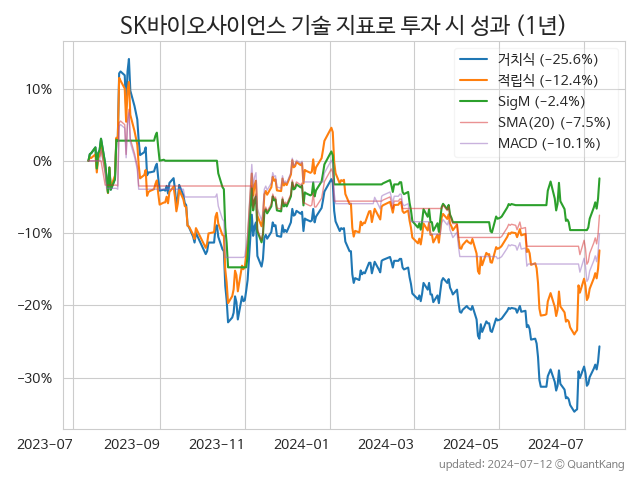 SK바이오사이언스 기술 지표로 투자 시 성과 (1년)
거치식 (−25.6%)
적립식 (−12.4%)
SigM (−2.4%)
SMA(20) (−7.5%)
MACD (−10.1%)
10%
0%
−10%
−20%
−30%
2023-07 2023-09 2023-11 2024-01 2024-03 2024-05 2024-07
updated: 2024-07-12 © QuantKang